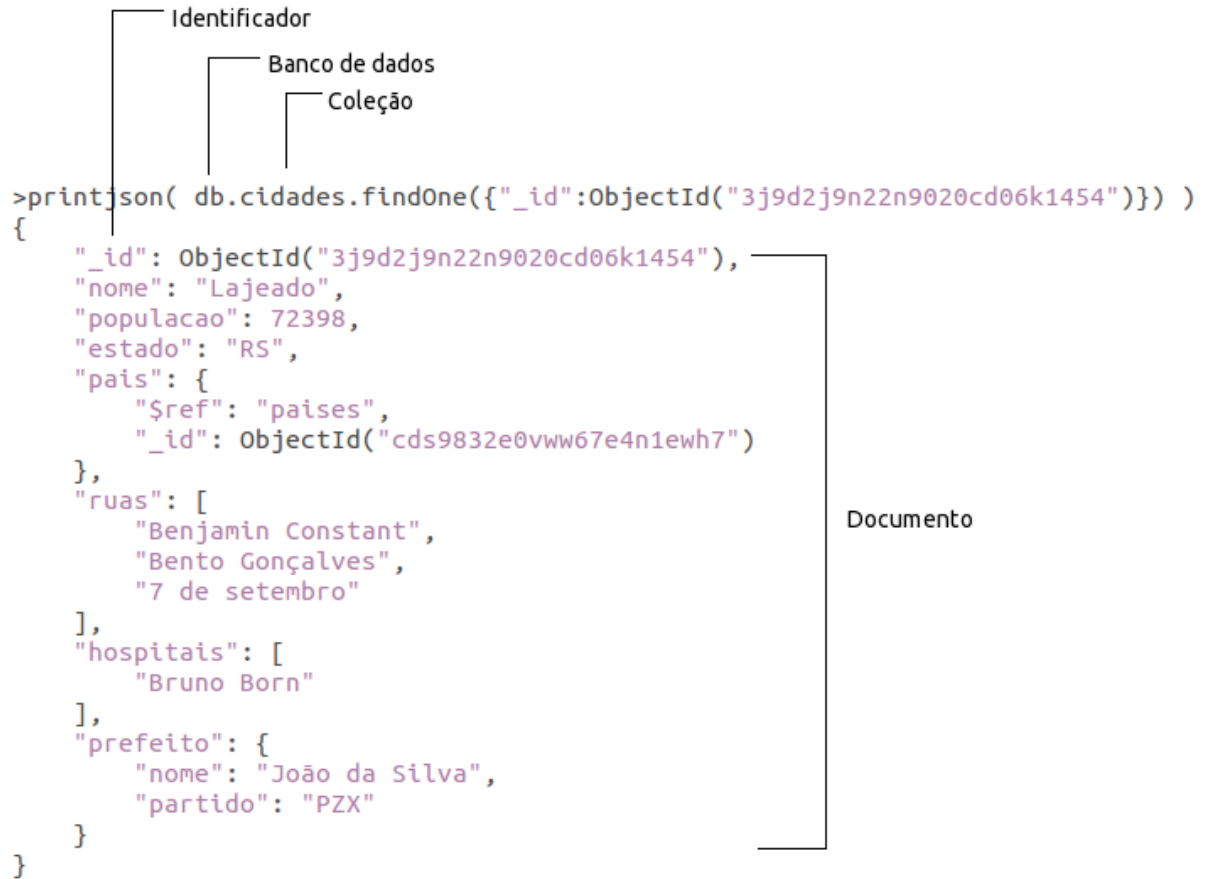 Identificador
Banco de dados
Coleção
>printjson( db.cidades.findOne({"_id":ObjectId("3j9d2j9n22n9020cd06k1454")}) )
{
    "_id": ObjectId("3j9d2j9n22n9020cd06k1454"),
    "nome": "Lajeado",
    "populacao": 72398,
    "estado": "RS",
    "pais": {
        "$ref": "paises",
        "_id": ObjectId("cds9832e0vww67e4n1ewh7")
    },
    "ruas": [
        "Benjamin Constant",
        "Bento Gonçalves",
        "7 de setembro"
    ],
    "hospitais": [
        "Bruno Born"
    ],
    "prefeito": {
        "nome": "João da Silva",
        "partido": "PZX"
    }
}
Documento